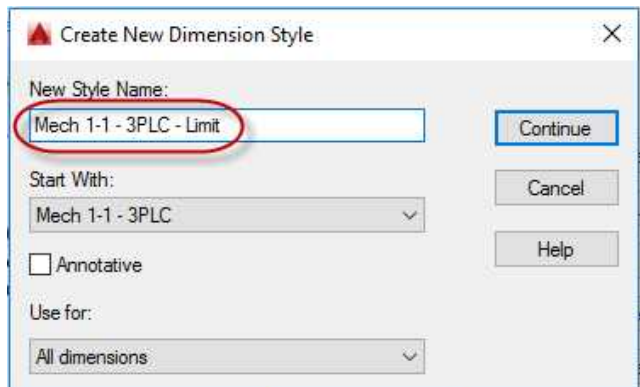 Create New Dimension Style
New Style Name:
Mech 1-1 - 3PLC - Limit
Continue
Start With:
Cancel
Mech 1-1 - 3PLC
Help
Annotative
Use for:
All dimensions